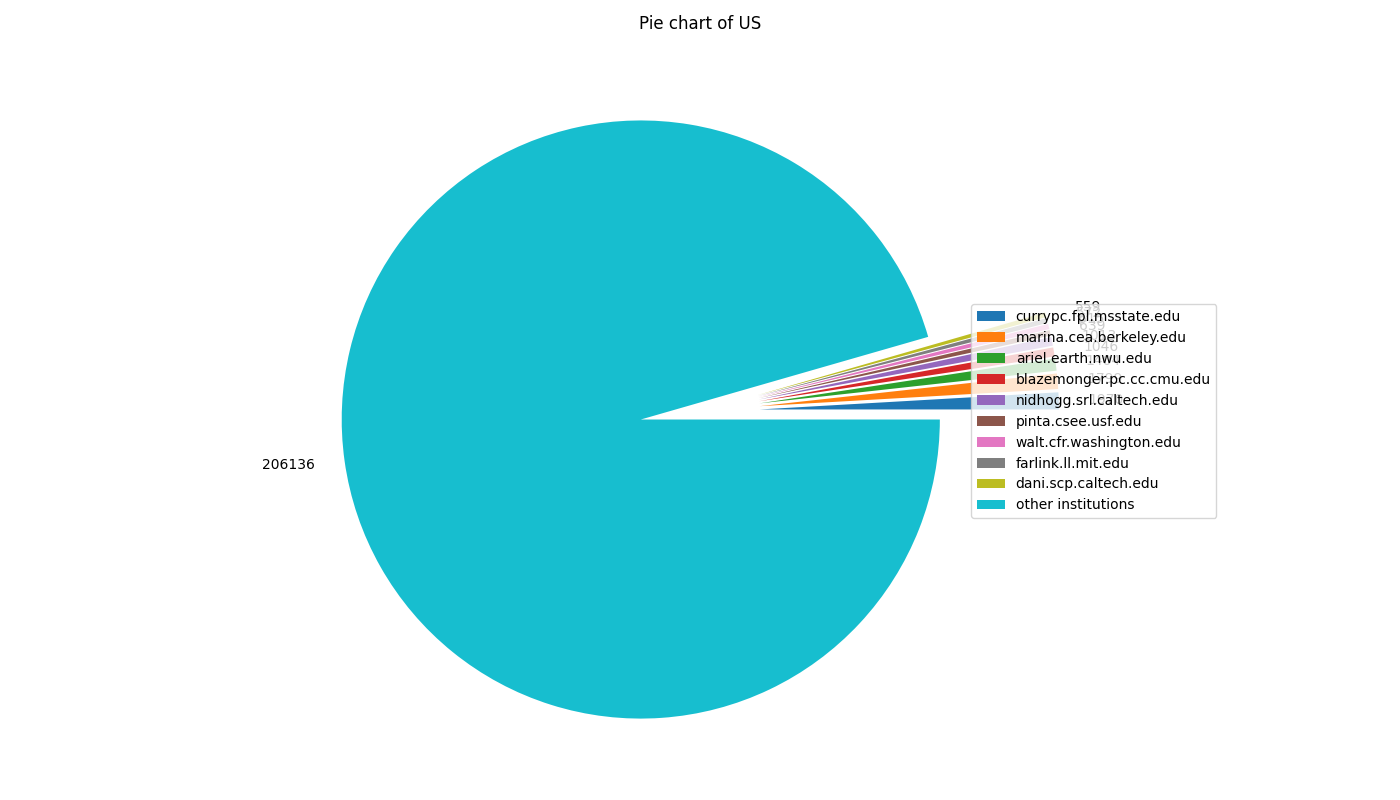 Pie chart of US
559
639
1046
currypc.fpl.msstate.edu
marina.cea.berkeley.edu
ariel.earth.nwu.edu
blazemonger.pc.cc.cmu.edu
nidhogg.srl.caltech.edu
pinta.csee.usf.edu
walt.cfr.washington.edu
farlink.ll.mit.edu
dani.scp.caltech.edu
other institutions
206136